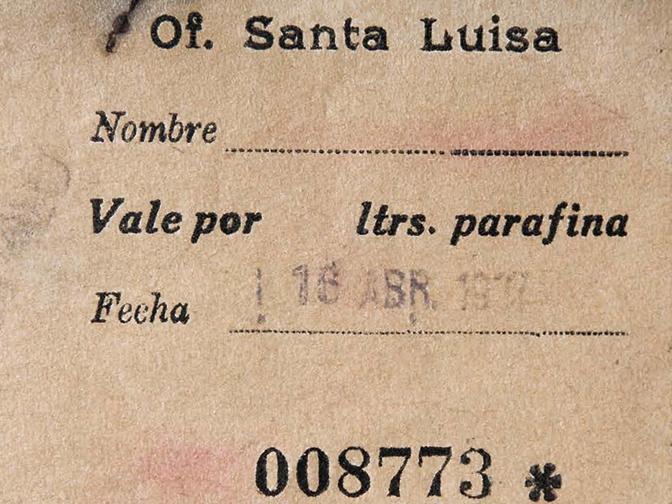 Of. Santa Luisa
Nombre
Vale por ltrs. parafina
Fecha 16 ABR.
008773 *